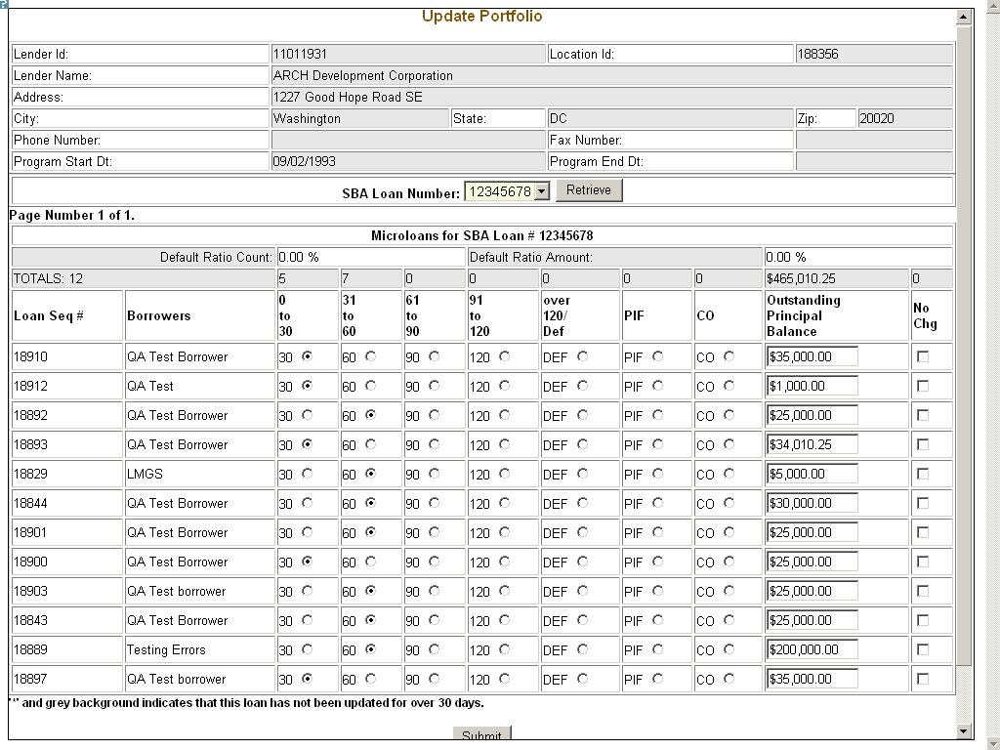 Update Portfolio
Lender Id: 11011931 Location Id: 188356
Lender Name: ARCH Development Corporation
Address: 1227 Good Hope Road SE
City: Washington State: DC Zip: 20020
Phone Number: Fax Number:
Program Start Dt: 09/02/1993 Program End Dt:
SBA Loan Number: 12345678 Retrieve
Page Number 1 of 1.
Microloans for SBA Loan # 12345678
Default Ratio Count: 0.00 % Default Ratio Amount: 0.00 %
TOTALS: 12 5 7 0 0 0 0 0 $465,010.25 0
Loan Seq # Borrowers 0 to 30 31 to 60 61 to 90 91 to 120 over 120/ Def PIF CO Outstanding Principal Balance No Chg
18910 QA Test Borrower 30 60 90 120 DEF PIF CO $35,000.00
18912 QA Test 30 60 90 120 DEF PIF CO $1,000.00
18892 QA Test Borrower 30 60 90 120 DEF PIF CO $25,000.00
18893 QA Test Borrower 30 60 90 120 DEF PIF CO $34,010.25
18829 LMGS 30 60 90 120 DEF PIF CO $5,000.00
18844 QA Test Borrower 30 60 90 120 DEF PIF CO $30,000.00
18901 QA Test Borrower 30 60 90 120 DEF PIF CO $25,000.00
18900 QA Test Borrower 30 60 90 120 DEF PIF CO $25,000.00
18903 QA Test borrower 30 60 90 120 DEF PIF CO $25,000.00
18843 QA Test Borrower 30 60 90 120 DEF PIF CO $25,000.00
18889 Testing Errors 30 60 90 120 DEF PIF CO $200,000.00
18897 QA Test borrower 30 60 90 120 DEF PIF CO $35,000.00
'*' and grey background indicates that this loan has not been updated for over 30 days.
Submit